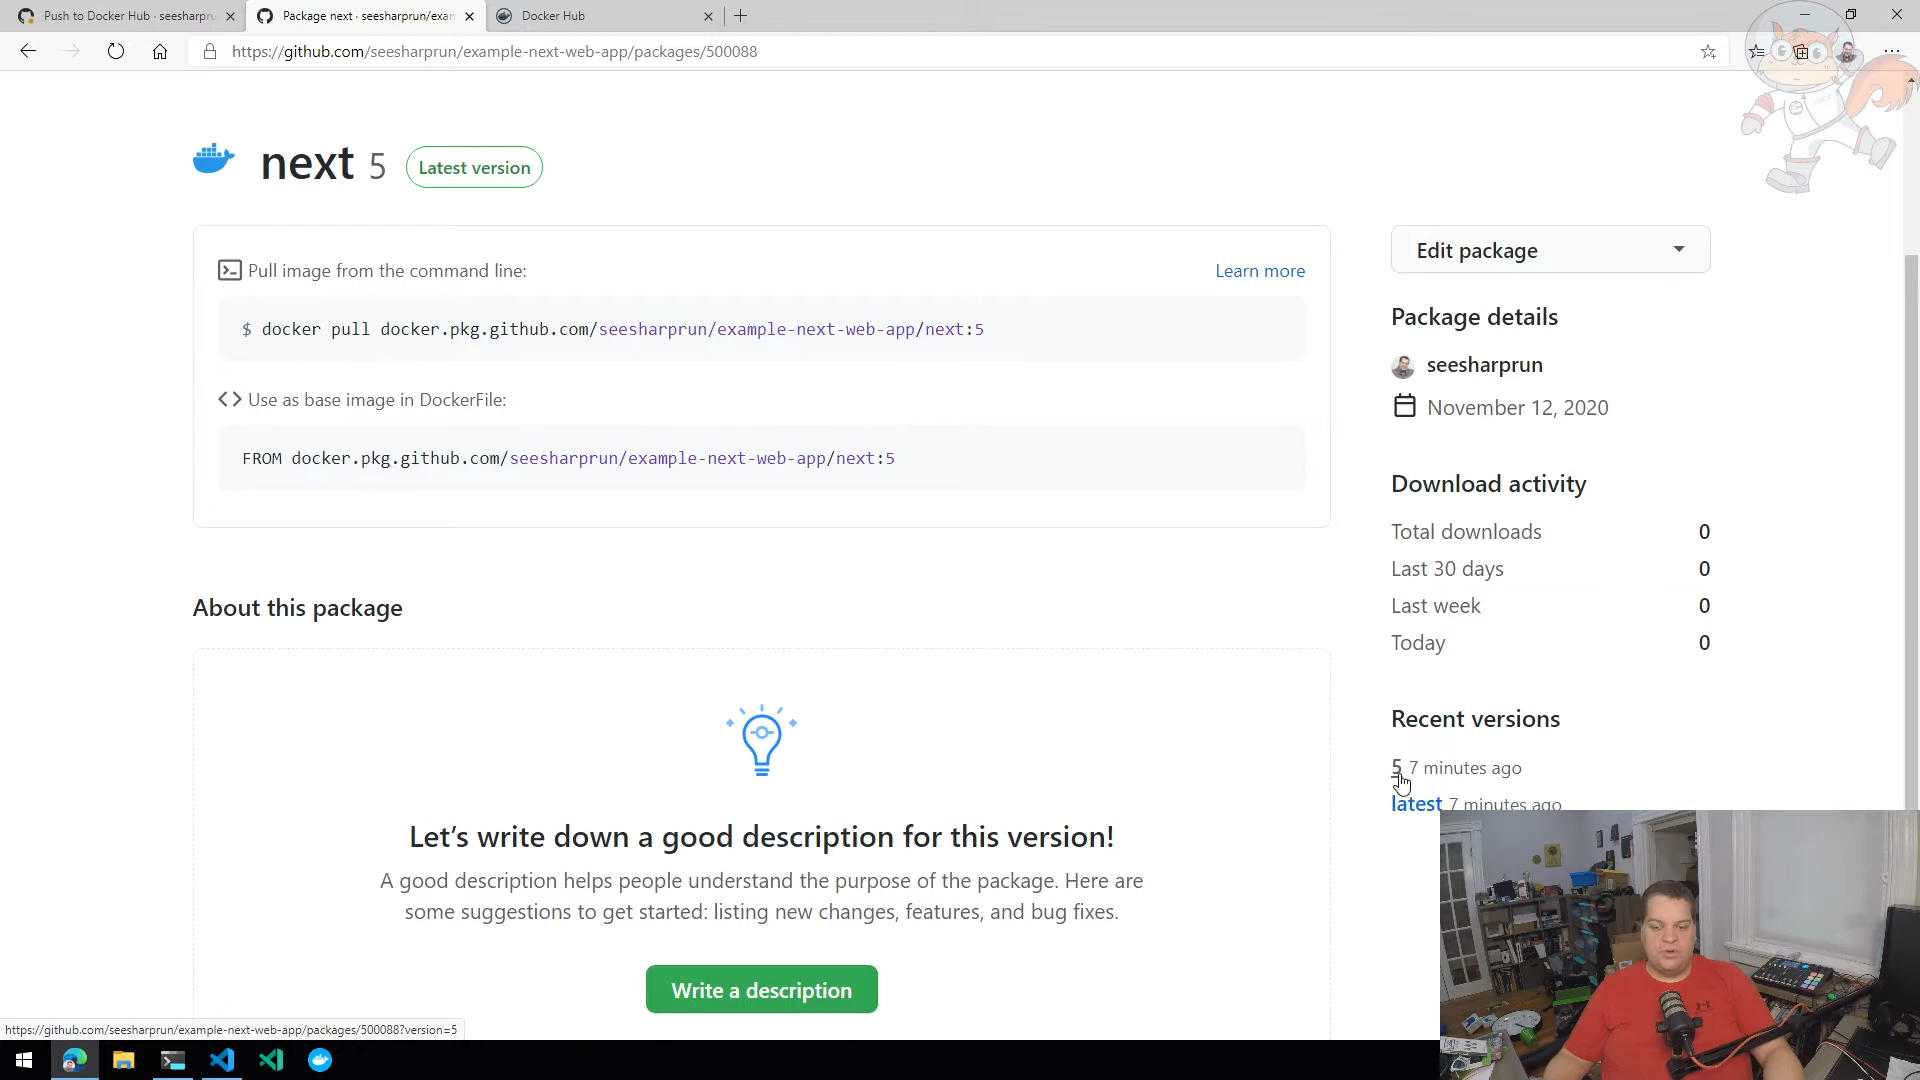 Push to Docker Hub · seesharpru
Package next · seesharprun/exam
Docker Hub
https://github.com/seesharprun/example-next-web-app/packages/500088
next 5 Latest version
Pull image from the command line:
Learn more
$ docker pull docker.pkg.github.com/seesharprun/example-next-web-app/next:5
<> Use as base image in DockerFile:
FROM docker.pkg.github.com/seesharprun/example-next-web-app/next:5
About this package
Let’s write down a good description for this version!
A good description helps people understand the purpose of the package. Here are
some suggestions to get started: listing new changes, features, and bug fixes.
Write a description
Edit package
Package details
seesharprun
November 12, 2020
Download activity
Total downloads 0
Last 30 days 0
Last week 0
Today 0
Recent versions
5 7 minutes ago
latest 7 minutes ago
https://github.com/seesharprun/example-next-web-app/packages/500088?version=5